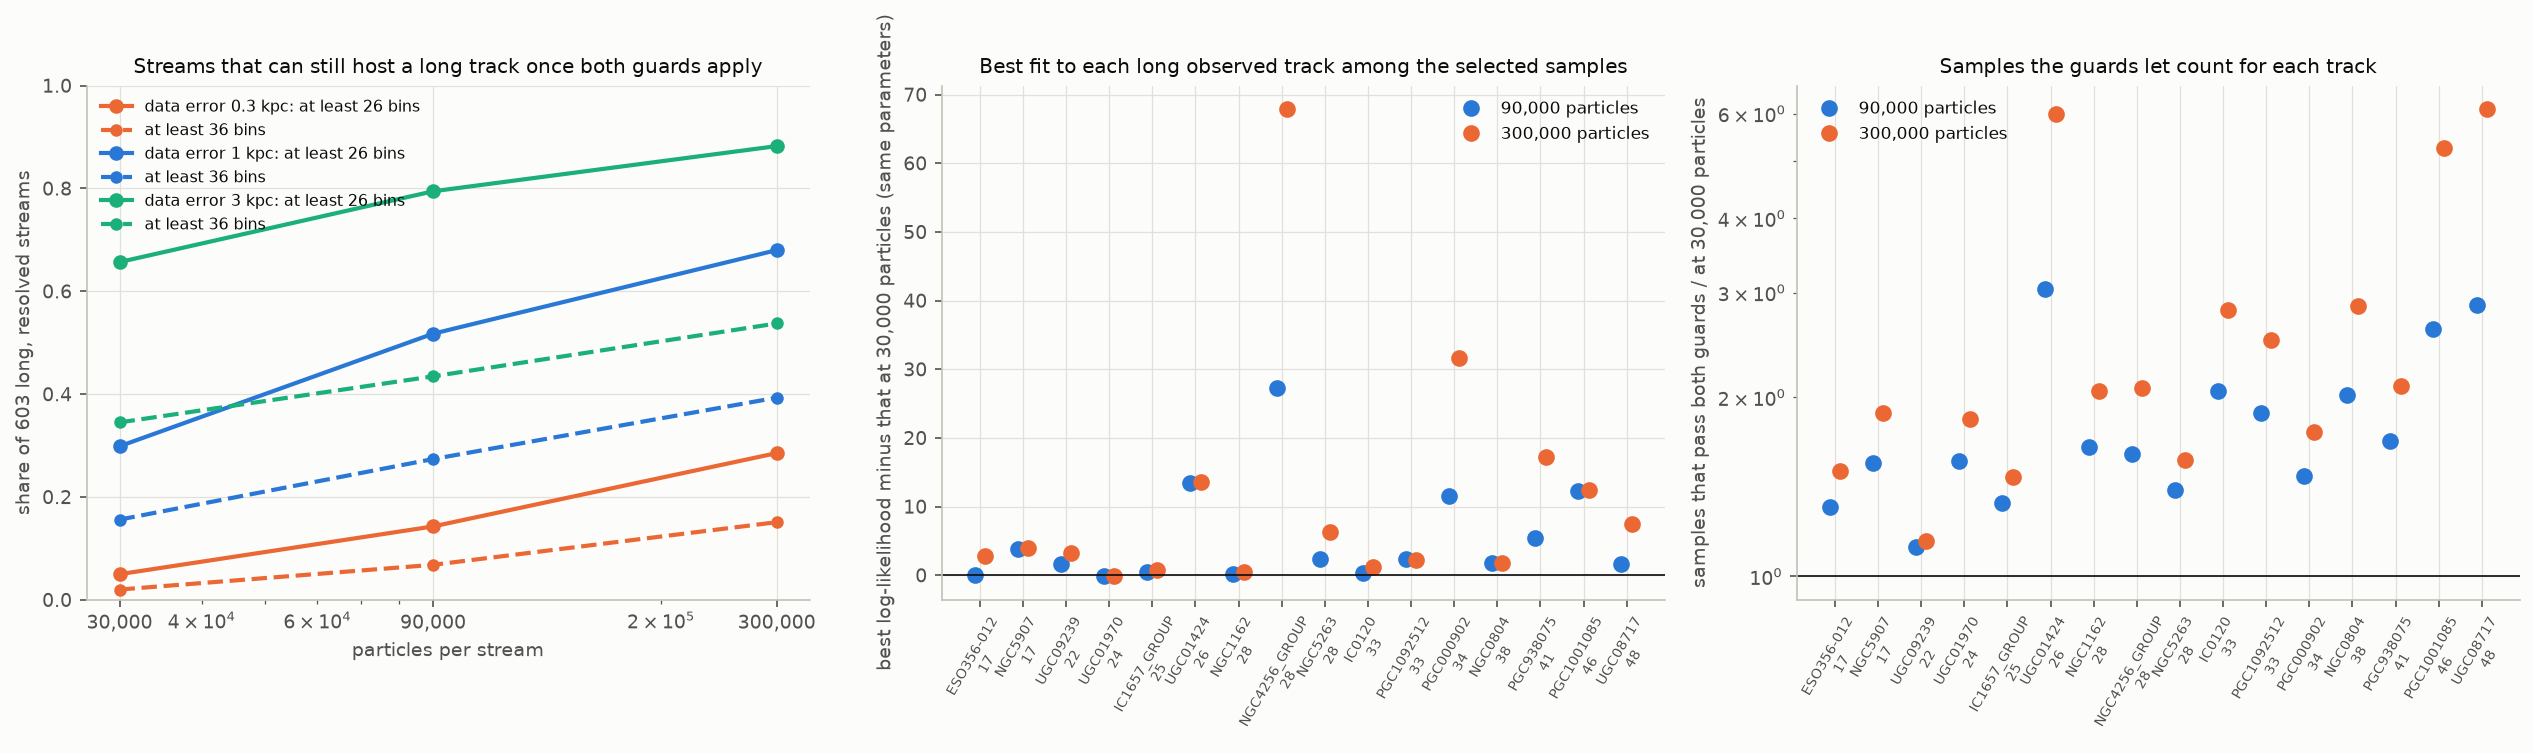 Streams that can still host a long track once both guards apply
share of 603 long, resolved streams
1.0
0.8
0.6
0.4
0.2
0.0
data error 0.3 kpc: at least 26 bins
at least 36 bins
data error 1 kpc: at least 26 bins
at least 36 bins
data error 3 kpc: at least 26 bins
at least 36 bins
30,000
4 × 10⁴
6 × 10⁴
90,000
2 × 10⁵
300,000
particles per stream
Best fit to each long observed track among the selected samples
best log-likelihood minus that at 30,000 particles (same parameters)
70
60
50
40
30
20
10
0
90,000 particles
300,000 particles
ESO356-012
17
NGC5907
17
UGC09239
22
UGC01970
24
IC1657_GROUP
25
UGC01424
26
NGC1162
28
NGC4256_GROUP
28
NGC5263
28
IC0120
33
PGC1092512
33
PGC000902
34
NGC0804
38
PGC938075
41
PGC1001085
46
UGC08717
48
Samples the guards let count for each track
samples that pass both guards / at 30,000 particles
6 × 10⁰
4 × 10⁰
3 × 10⁰
2 × 10⁰
10⁰
90,000 particles
300,000 particles
ESO356-012
17
NGC5907
17
UGC09239
22
UGC01970
24
IC1657_GROUP
25
UGC01424
26
NGC1162
28
NGC4256_GROUP
28
NGC5263
28
IC0120
33
PGC1092512
33
PGC000902
34
NGC0804
38
PGC938075
41
PGC1001085
46
UGC08717
48